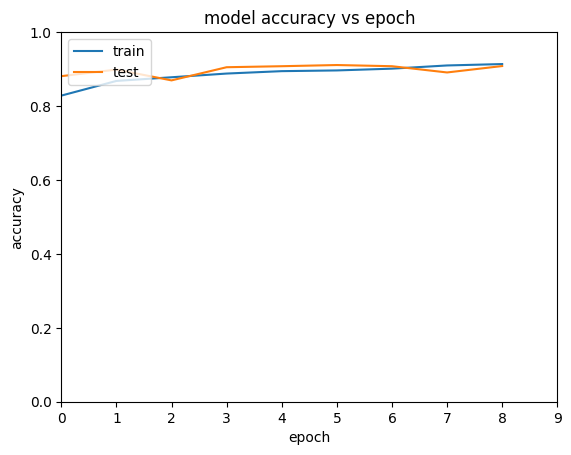 model accuracy vs epoch
train
test
accuracy
1.0
0.8
0.6
0.4
0.2
0.0
0 1 2 3 4 5 6 7 8 9
epoch